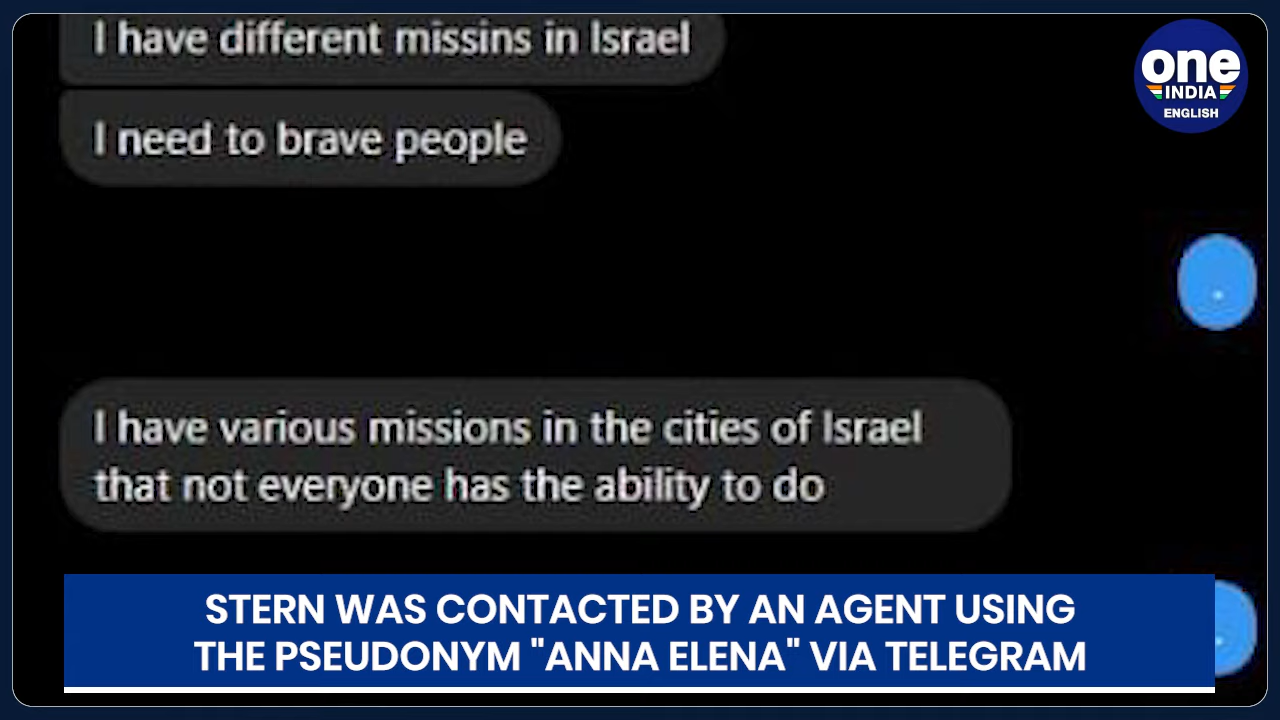 I have different missins in Israel
one
INDIA
ENGLISH
I need to brave people
.
I have various missions in the cities of Israel
that not everyone has the ability to do
STERN WAS CONTACTED BY AN AGENT USING
THE PSEUDONYM "ANNA ELENA" VIA TELEGRAM